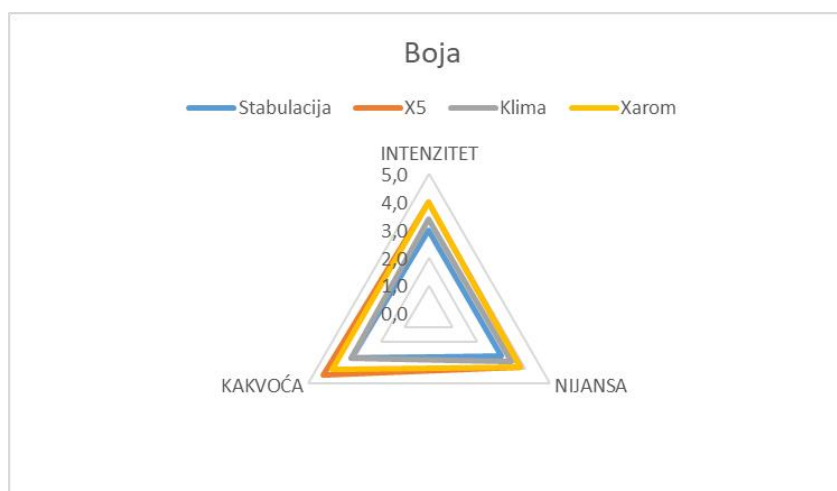 Boja
Stabulacija X5 Klima Xarom
INTENZITET
5,0
4,0
3,0
2,0
1,0
0,0
KAKVOĆA NIJANSA